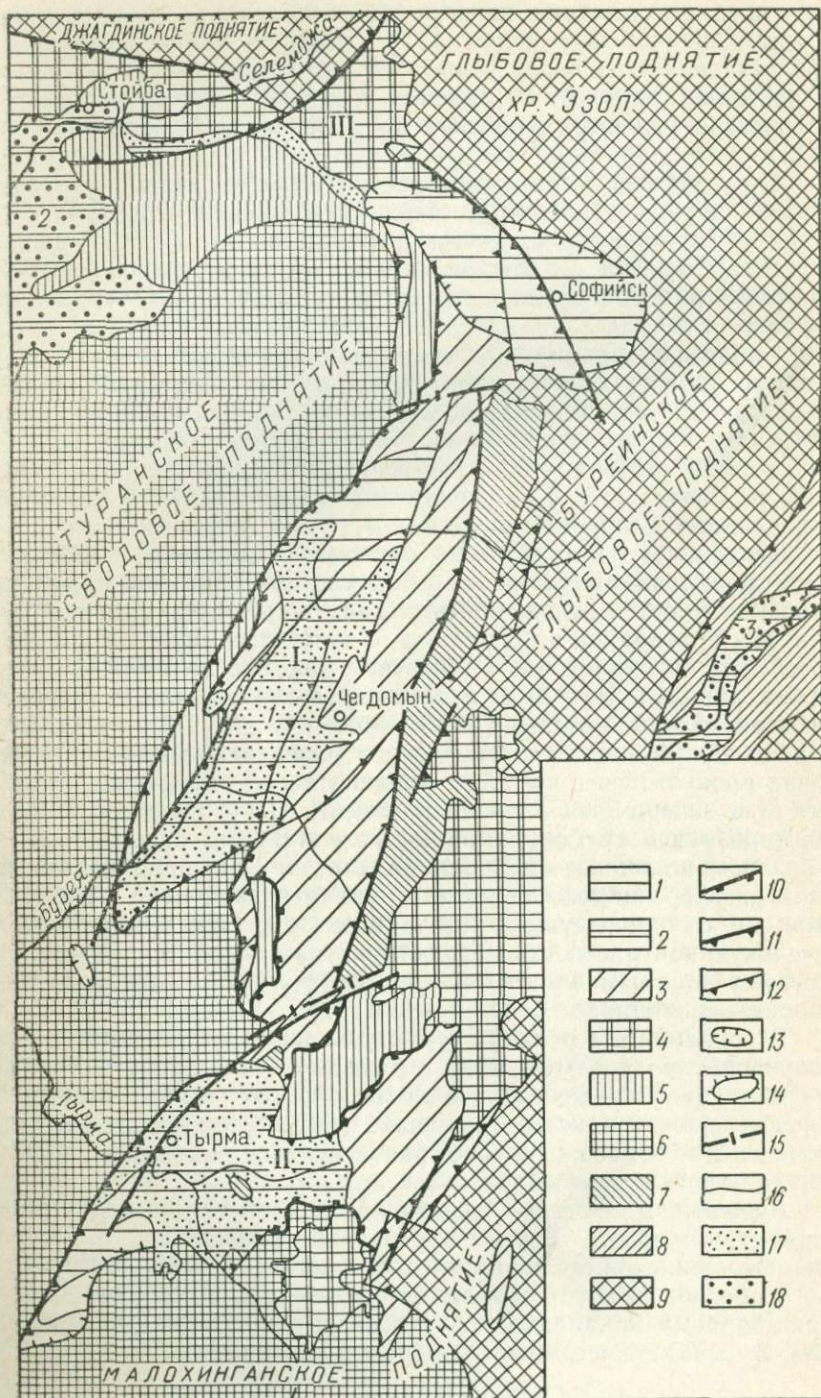 ДЖАГДИНСКОЕ ПОДНЯТИЕ
Селемджа
Стойба
ГЛЫБОВОЕ ПОДНЯТИЕ
ХР. ЭЗОП
III
2
Софийск
ТУРАНСКОЕ
СВОДОВОЕ ПОДНЯТИЕ
БУРЕИНСКОЕ
ГЛЫБОВОЕ ПОДНЯТИЕ
3
I
1
Чегдомын
Бурея
Тырма
Тырма
II
МАЛОХИНГАНСКОЕ
ПОДНЯТИЕ
1
2
3
4
5
6
7
8
9
10
11
12
13
14
15
16
17
18